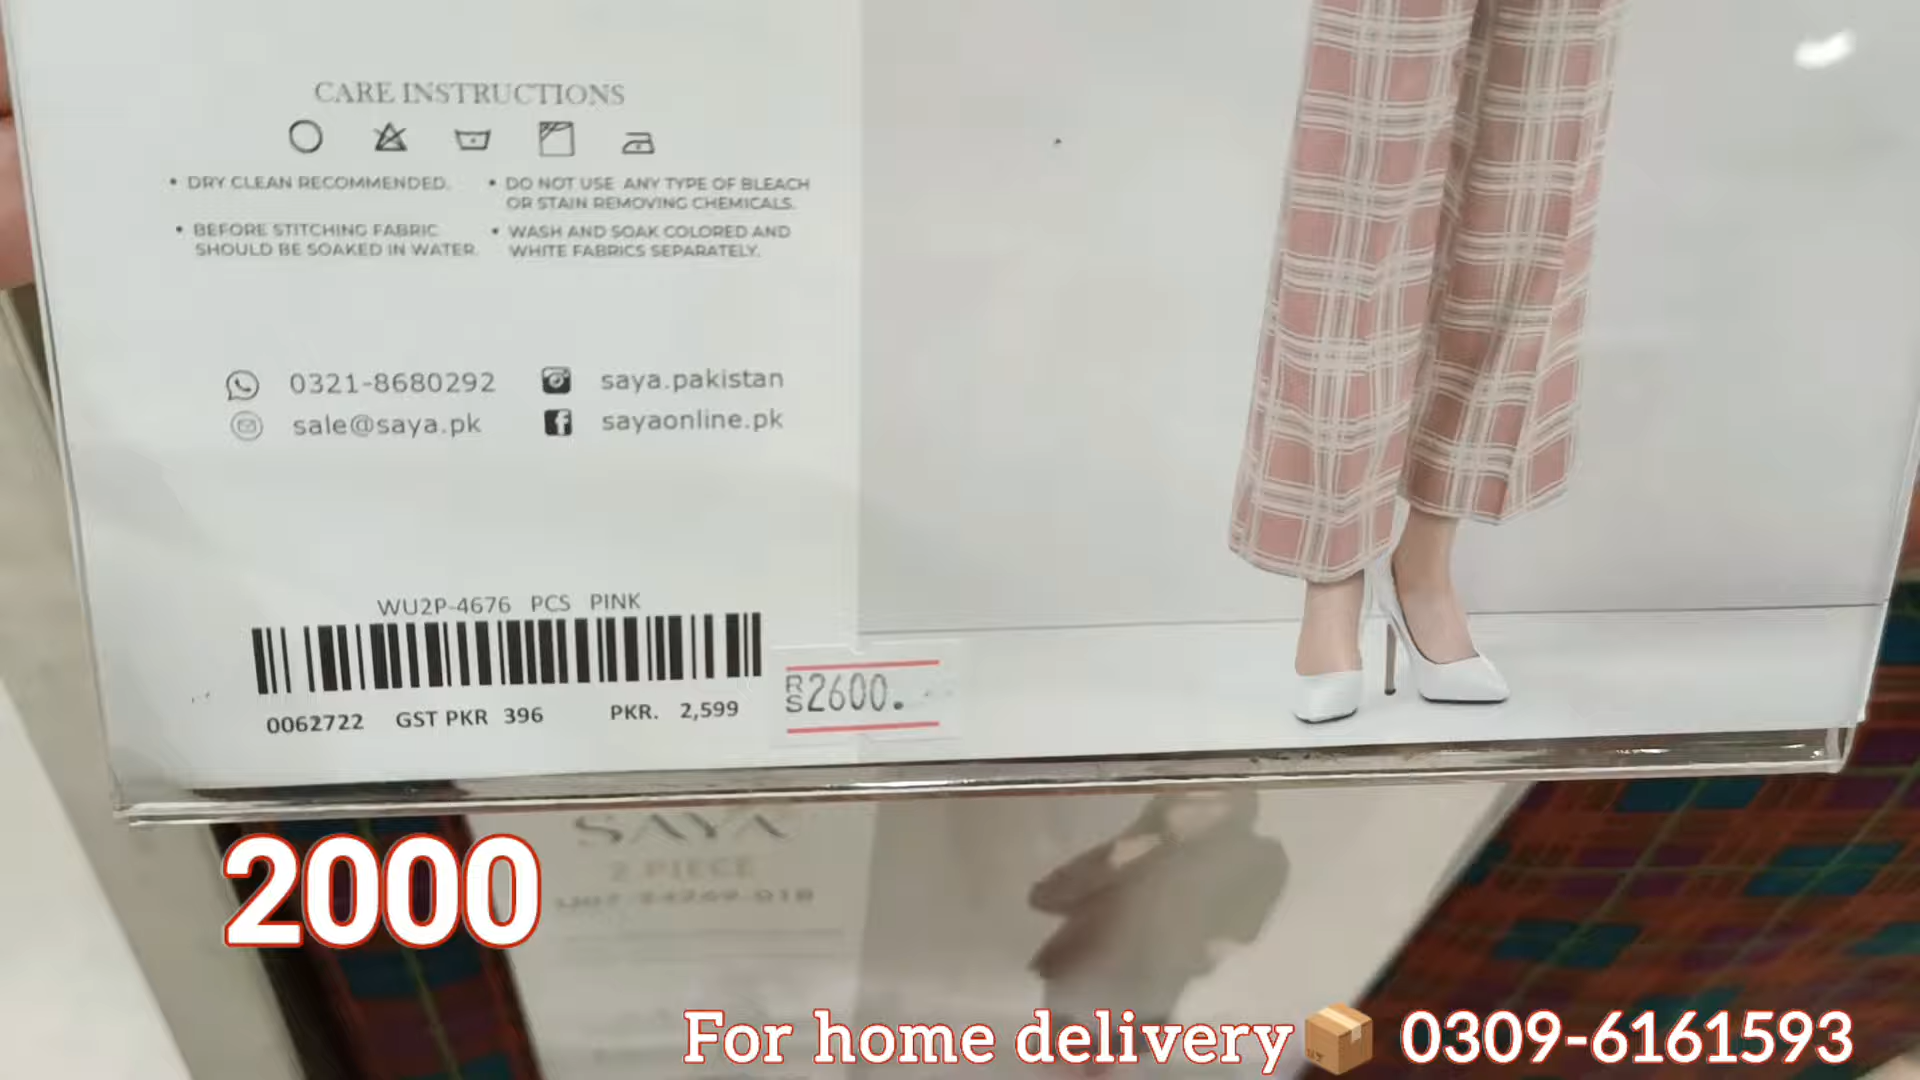 CARE INSTRUCTIONS
• DRY CLEAN RECOMMENDED.
• DO NOT USE ANY TYPE OF BLEACH
OR STAIN REMOVING CHEMICALS.
• BEFORE STITCHING FABRIC
SHOULD BE SOAKED IN WATER.
• WASH AND SOAK COLORED AND
WHITE FABRICS SEPARATELY.
0321-8680292
saya.pakistan
sale@saya.pk
sayaonline.pk
WU2P-4676 PCS PINK
0062722 GST PKR 396 PKR. 2,599
RS2600.
2000
SAYA
2 PIECE
For home delivery📦 0309-6161593